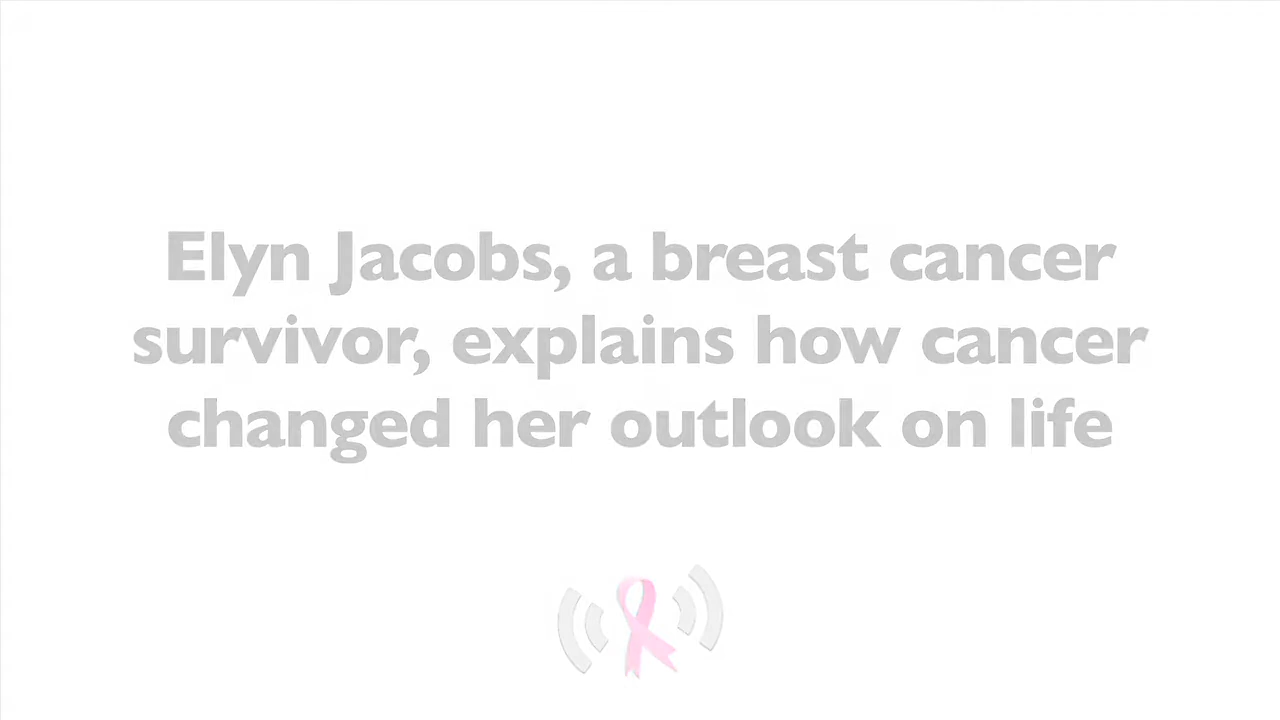 Elyn Jacobs, a breast cancer
survivor, explains how cancer
changed her outlook on life